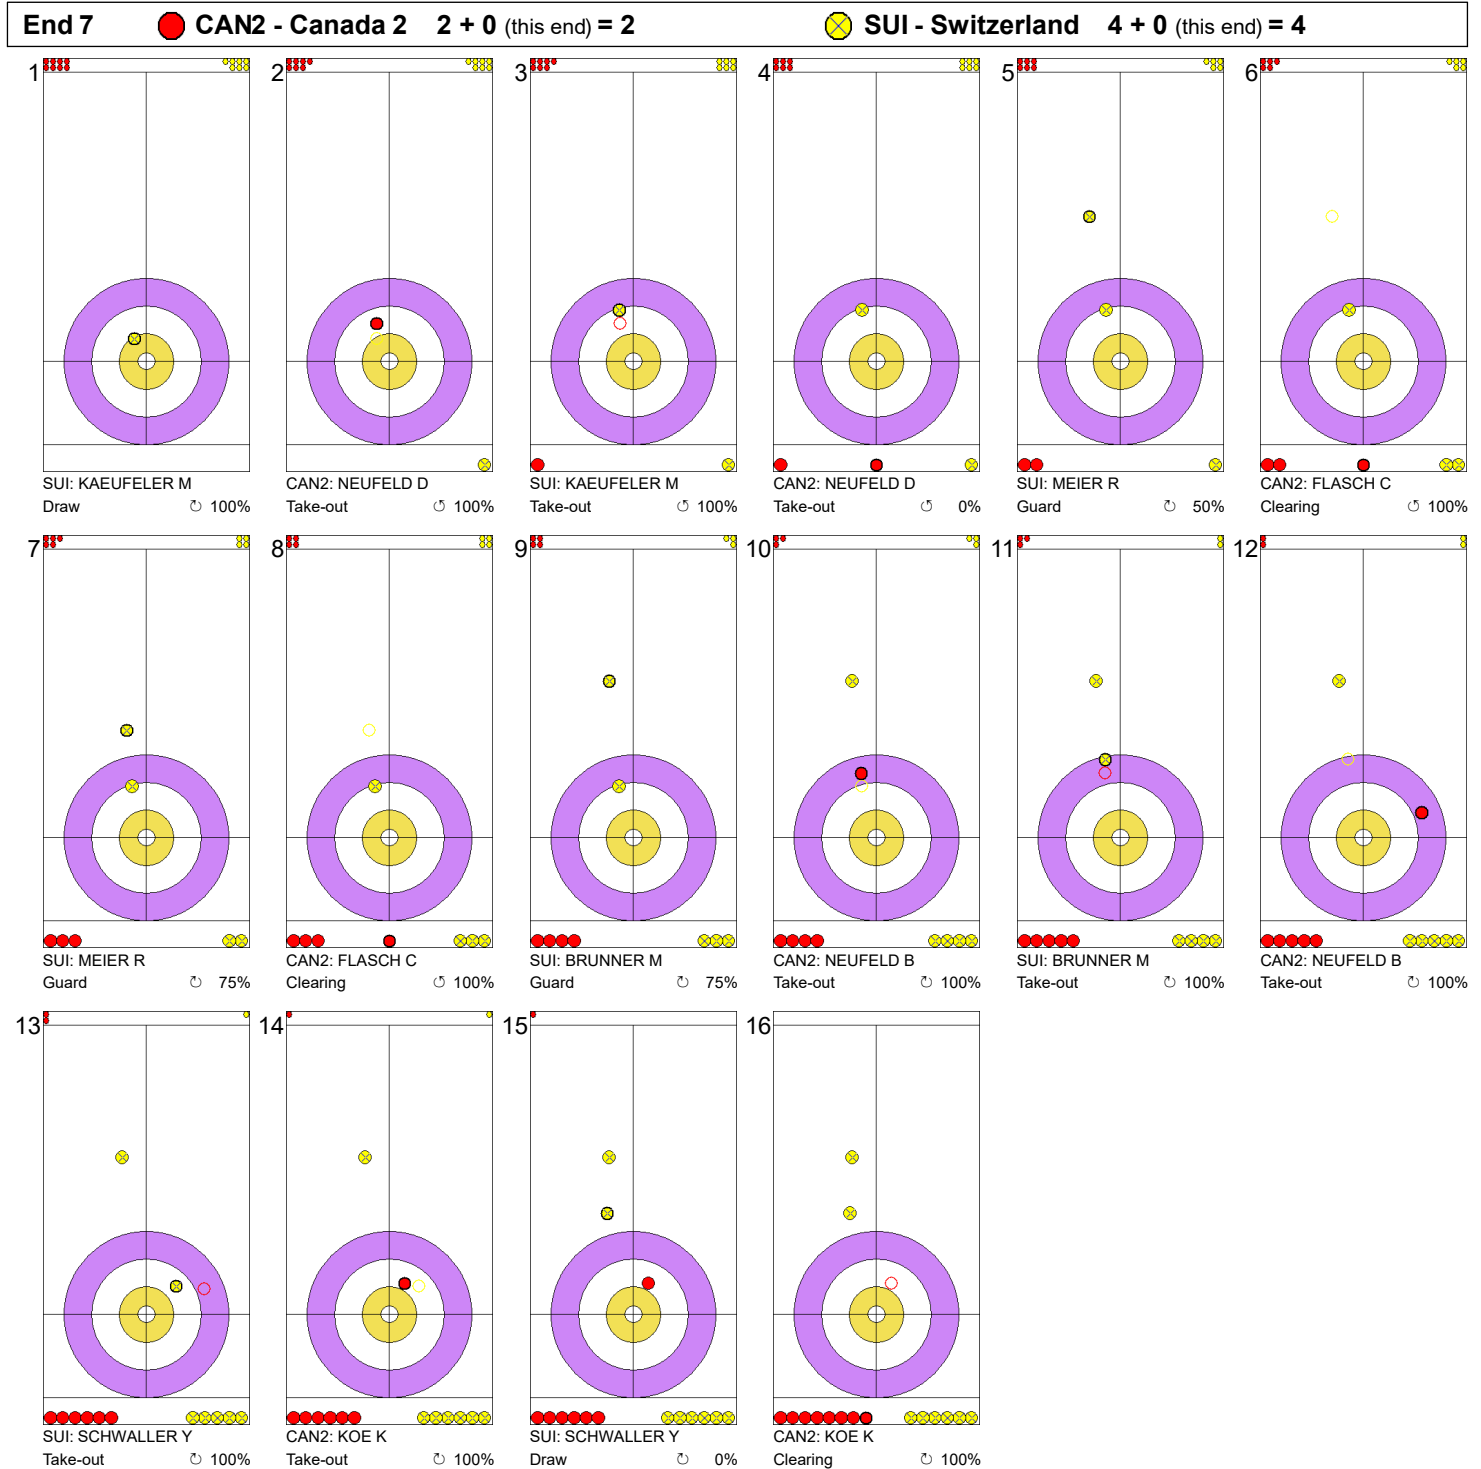 End 7 CAN2 - Canada 2 2 + 0 (this end) = 2 SUI - Switzerland 4 + 0 (this end) = 4
1 2 3 4 5 6
SUI: KAEUFELER M CAN2: NEUFELD D SUI: KAEUFELER M CAN2: NEUFELD D SUI: MEIER R CAN2: FLASCH C
Draw ↻ 100% Take-out ↻ 100% Take-out ↺ 100% Take-out ↺ 0% Guard ↻ 50% Clearing ↻ 100%
7 8 9 10 11 12
SUI: MEIER R CAN2: FLASCH C SUI: BRUNNER M CAN2: NEUFELD B SUI: BRUNNER M CAN2: NEUFELD B
Guard ↻ 75% Clearing ↻ 100% Guard ↻ 75% Take-out ↺ 100% Take-out ↻ 100% Take-out ↻ 100%
13 14 15 16
SUI: SCHWALLER Y CAN2: KOE K SUI: SCHWALLER Y CAN2: KOE K
Take-out ↻ 100% Take-out ↻ 100% Draw ↻ 0% Clearing ↻ 100%